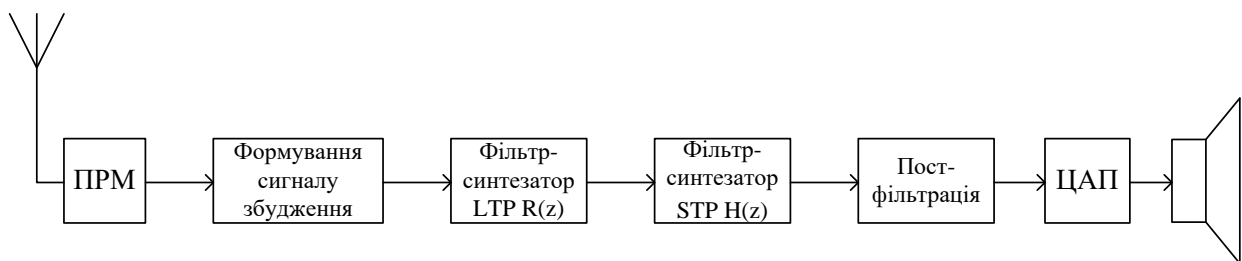 ПРМ
Формування
сигналу
збудження
Фільтр-
синтезатор
LTP R(z)
Фільтр-
синтезатор
STP H(z)
Пост-
фільтрація
ЦАП